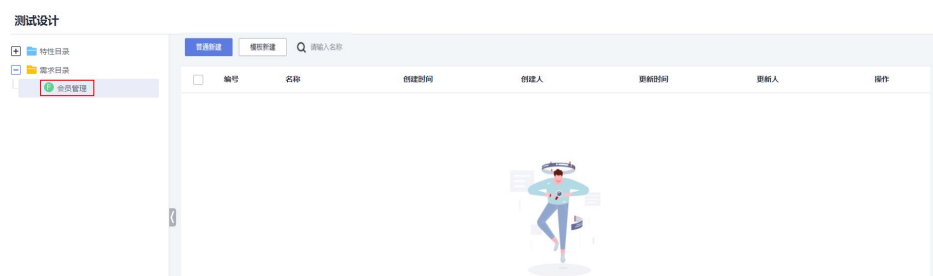 测试设计
特性目录
需求目录
会员管理
普通新建 模板新建 请输入名称
编号 名称 创建时间 创建人 更新时间 更新人 操作